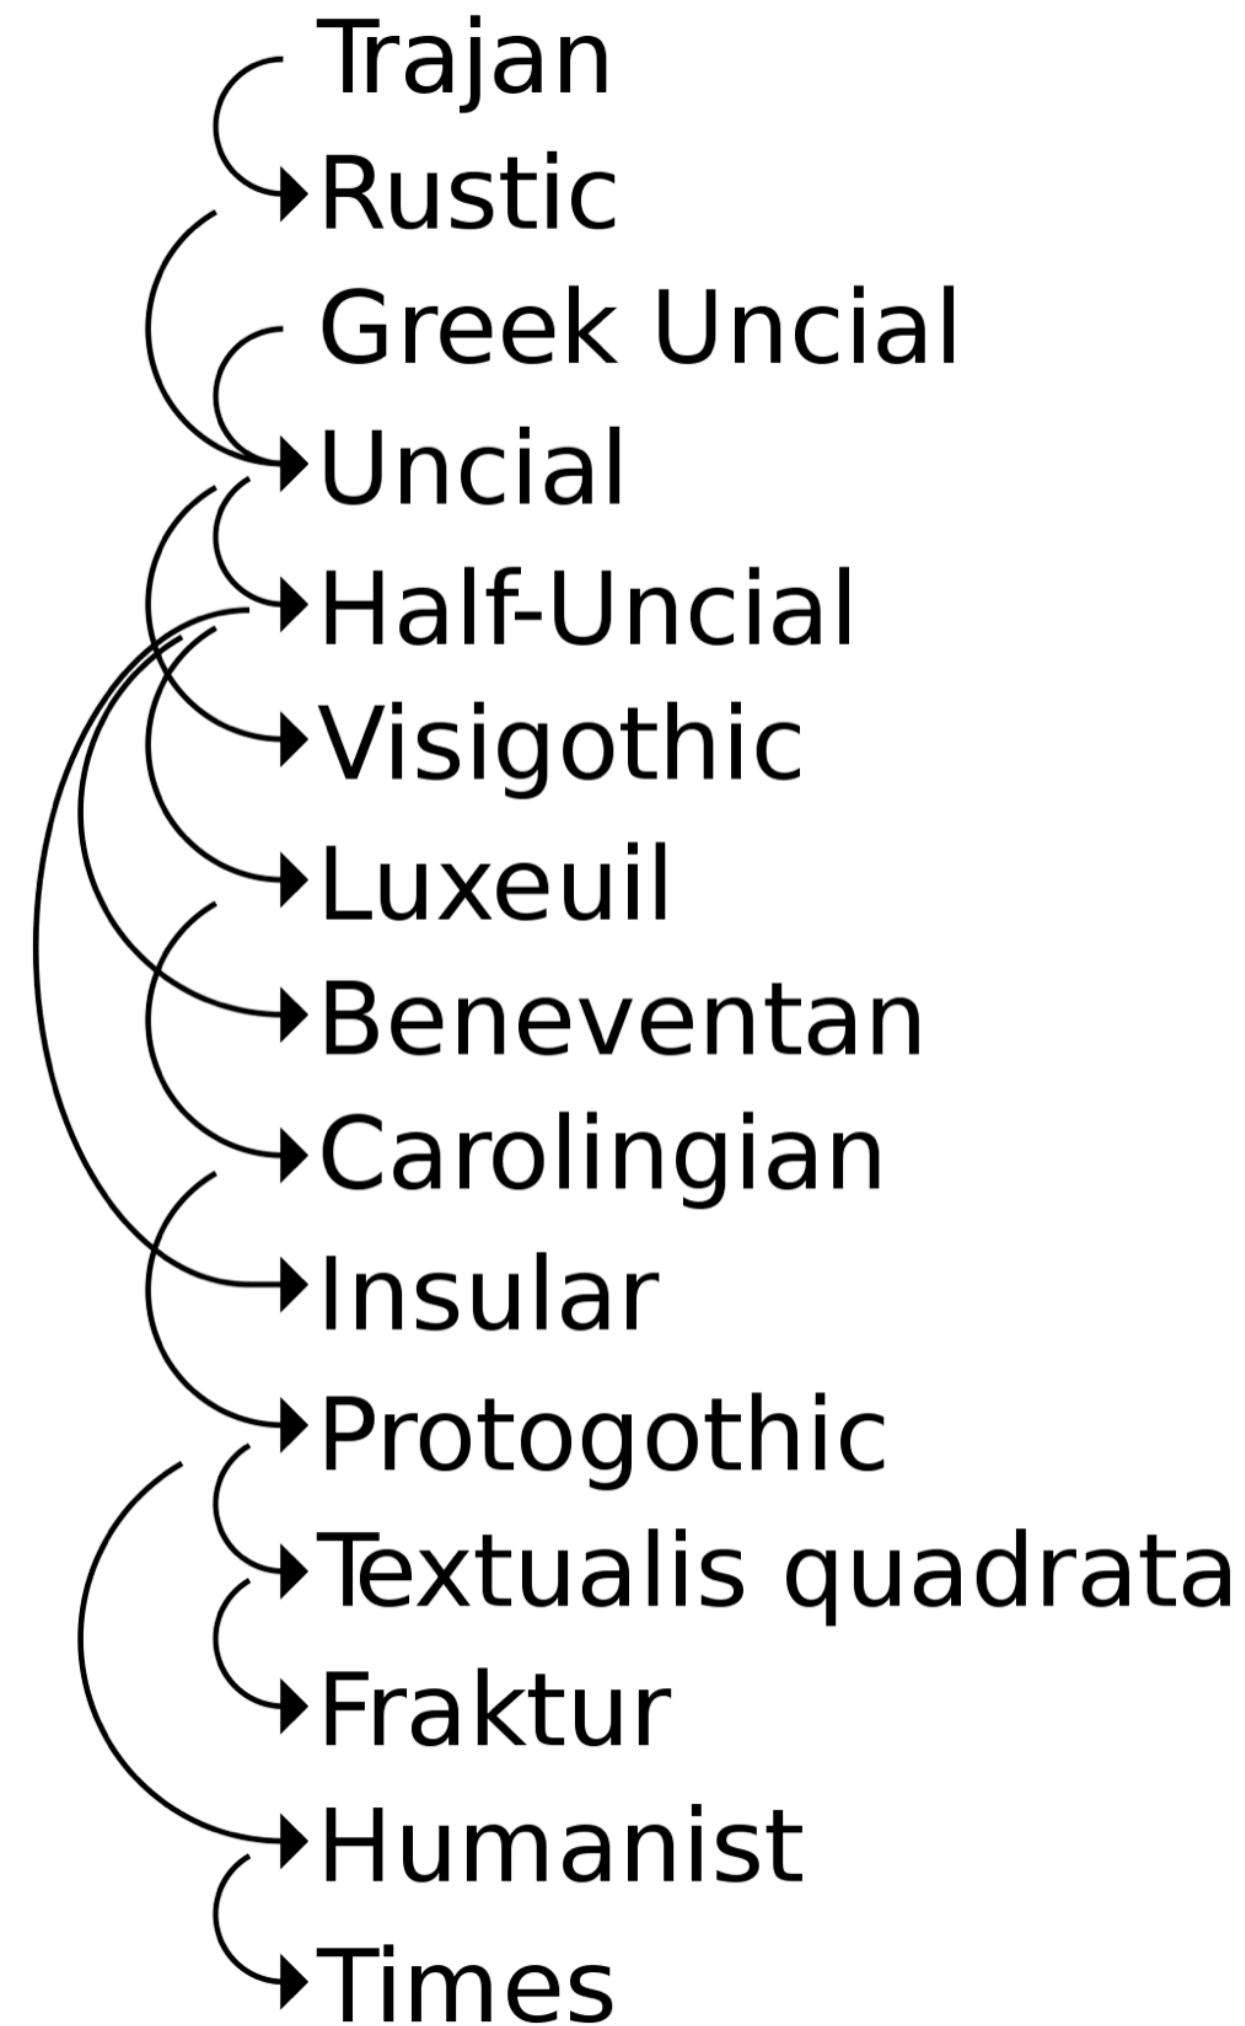 Trajan
Rustic
Greek Uncial
Uncial
Half-Uncial
Visigothic
Luxeuil
Beneventan
Carolingian
Insular
Protogothic
Textualis quadrata
Fraktur
Humanist
Times